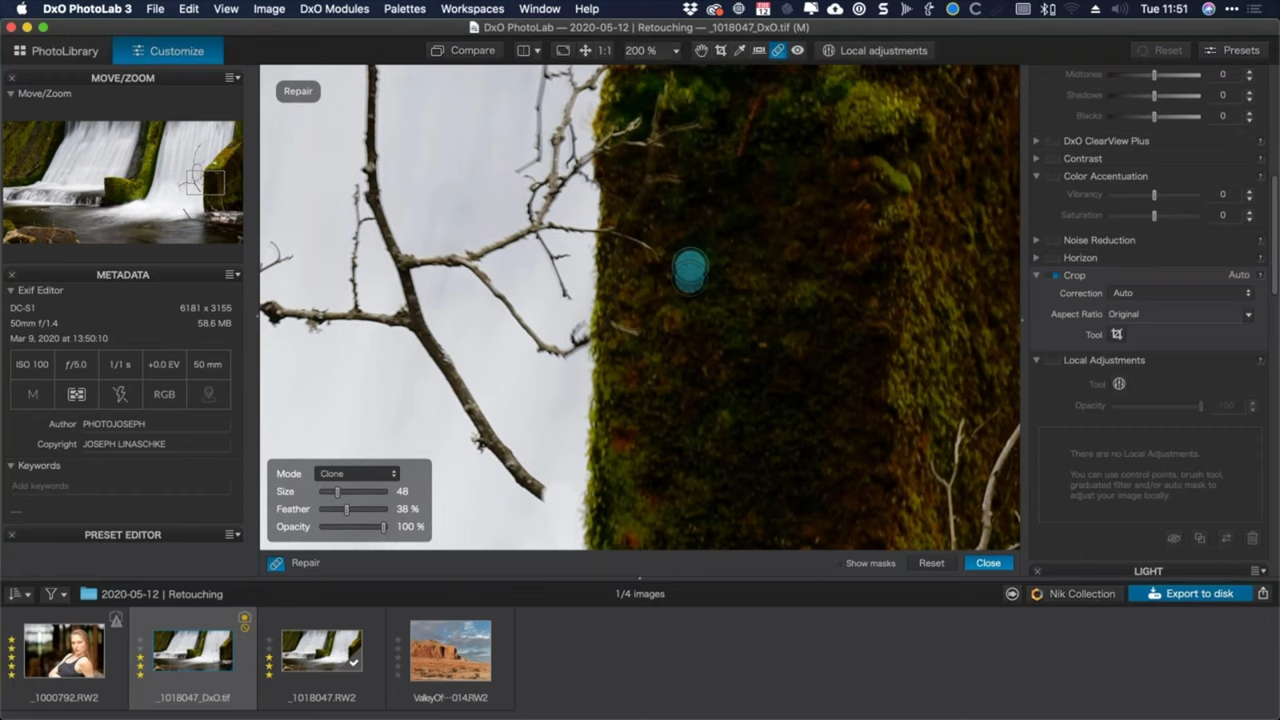 DxO PhotoLab 3 File Edit View Image DxO Modules Palettes Workspaces Window Help Tue 11:51
DxO PhotoLab — 2020-05-12 | Retouching — _1018047_DxO.tif (M)
PhotoLibrary Customize Compare 1:1 200 % Local adjustments Reset Presets
MOVE/ZOOM
Move/Zoom
METADATA
Exif Editor
DC-S1 6181 x 3155
50mm f/1.4 58.6 MB
Mar 9, 2020 at 13:50:10
ISO 100 f/5.0 1/1 s +0.0 EV 50 mm
M RGB
Author PHOTOJOSEPH
Copyright JOSEPH LINASCHKE
Keywords
Add keywords
PRESET EDITOR
Repair
Mode Clone
Size 48
Feather 38 %
Opacity 100 %
Repair Show masks Reset Close
Midtones 0
Shadows 0
Blacks 0
DxO ClearView Plus
Contrast
Color Accentuation
Vibrancy 0
Saturation 0
Noise Reduction
Horizon
Crop Auto
Correction Auto
Aspect Ratio Original
Tool
Local Adjustments
Tool
Opacity 100
There are no Local Adjustments.
You can use control points, brush tool,
graduated filter and/or auto mask to
adjust your image locally.
LIGHT
2020-05-12 | Retouching 1/4 images Nik Collection Export to disk
_1000792.RW2 _1018047_DxO.tif _1018047.RW2 ValleyOf···014.RW2